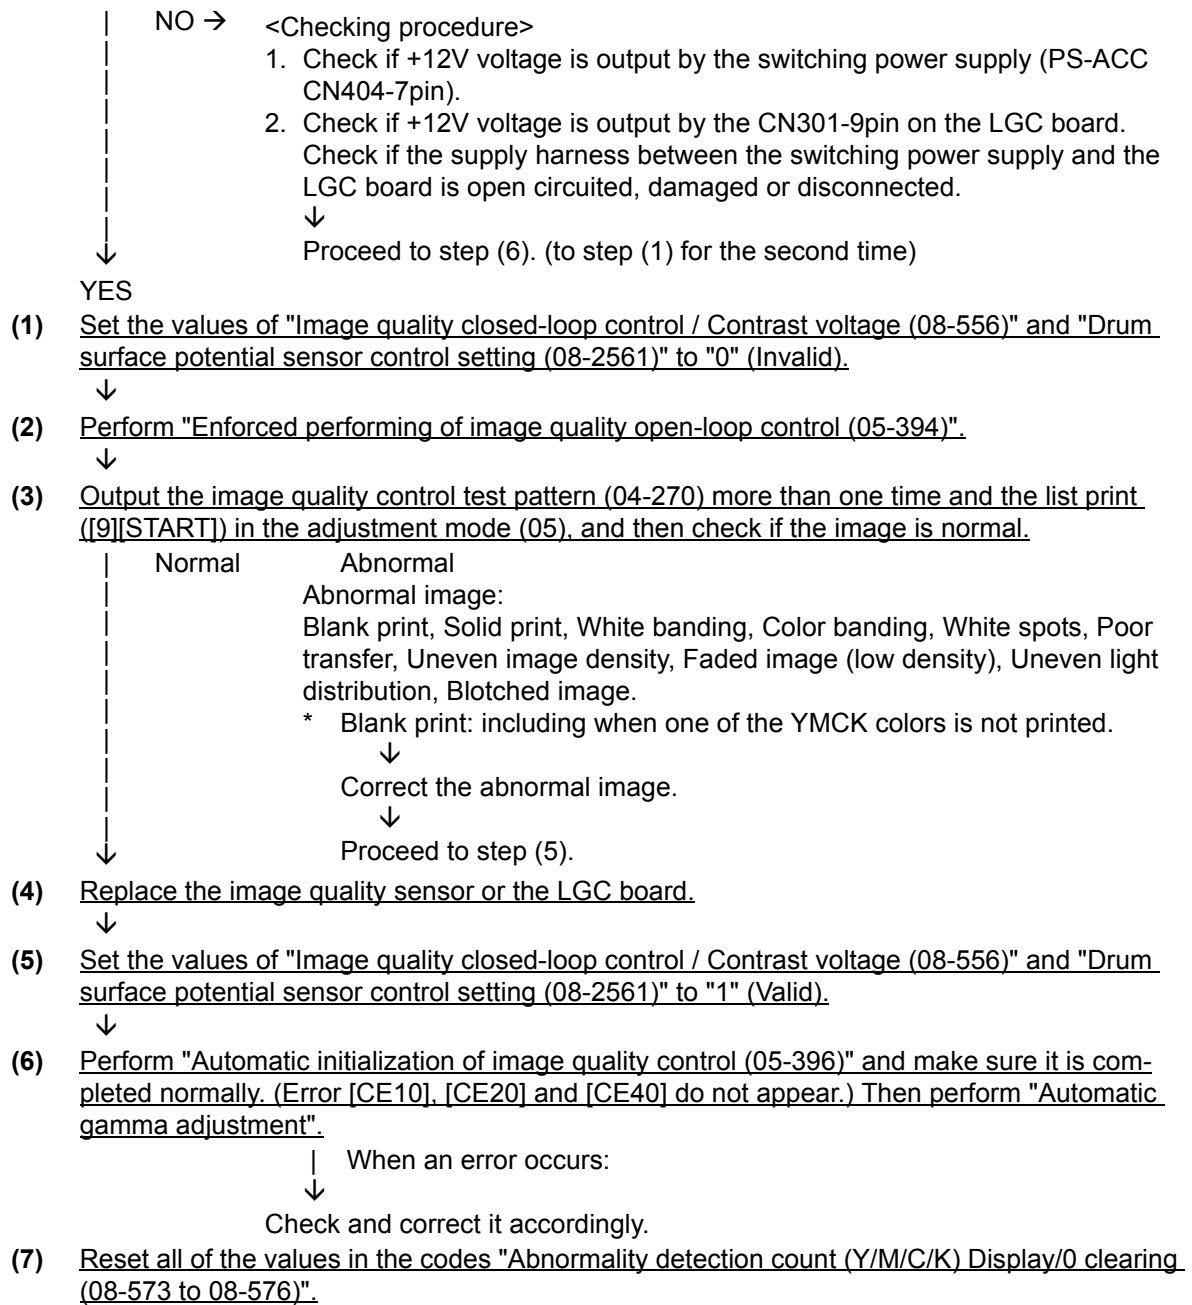 NO → <Checking procedure>
1. Check if +12V voltage is output by the switching power supply (PS-ACC
CN404-7pin).
2. Check if +12V voltage is output by the CN301-9pin on the LGC board.
Check if the supply harness between the switching power supply and the
LGC board is open circuited, damaged or disconnected.
↓
Proceed to step (6). (to step (1) for the second time)
YES
(1) Set the values of "Image quality closed-loop control / Contrast voltage (08-556)" and "Drum
surface potential sensor control setting (08-2561)" to "0" (Invalid).
↓
(2) Perform "Enforced performing of image quality open-loop control (05-394)".
↓
(3) Output the image quality control test pattern (04-270) more than one time and the list print
([9][START]) in the adjustment mode (05), and then check if the image is normal.
Normal Abnormal
Abnormal image:
Blank print, Solid print, White banding, Color banding, White spots, Poor
transfer, Uneven image density, Faded image (low density), Uneven light
distribution, Blotched image.
* Blank print: including when one of the YMCK colors is not printed.
↓
Correct the abnormal image.
↓
Proceed to step (5).
(4) Replace the image quality sensor or the LGC board.
↓
(5) Set the values of "Image quality closed-loop control / Contrast voltage (08-556)" and "Drum
surface potential sensor control setting (08-2561)" to "1" (Valid).
↓
(6) Perform "Automatic initialization of image quality control (05-396)" and make sure it is com-
pleted normally. (Error [CE10], [CE20] and [CE40] do not appear.) Then perform "Automatic
gamma adjustment".
| When an error occurs:
↓
Check and correct it accordingly.
(7) Reset all of the values in the codes "Abnormality detection count (Y/M/C/K) Display/0 clearing
(08-573 to 08-576)".